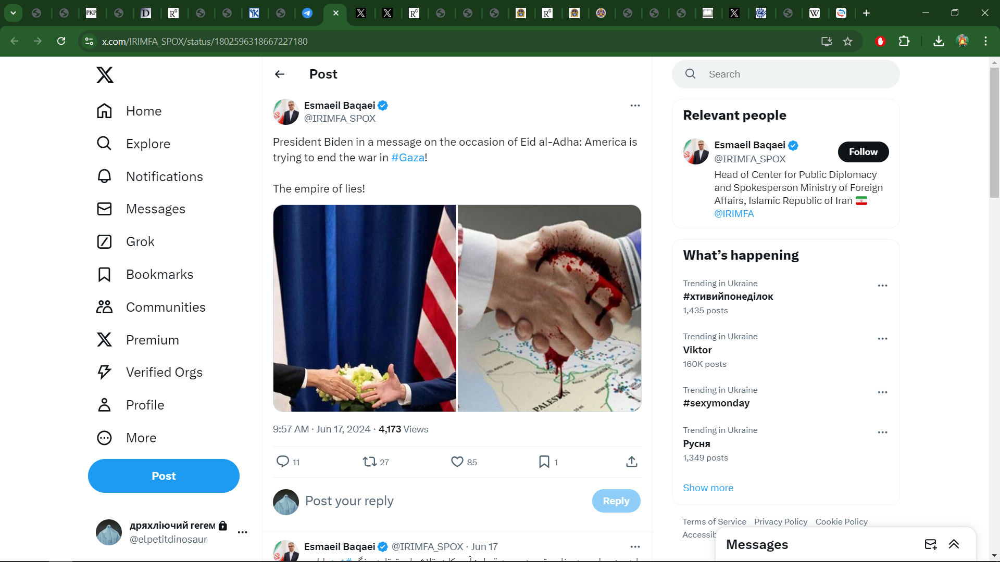 x.com/IRIMFA_SPOX/status/1802596318667227180
Home
Explore
Notifications
Messages
Grok
Bookmarks
Communities
Premium
Verified Orgs
Profile
More
Post
дряхліючий гегем
@elpetitdinosaur
Post
Esmaeil Baqaei
@IRIMFA_SPOX
President Biden in a message on the occasion of Eid al-Adha: America is
trying to end the war in #Gaza!
The empire of lies!
PALESTIN
9:57 AM · Jun 17, 2024 · 4,173 Views
11
27
85
1
Post your reply
Reply
Esmaeil Baqaei @IRIMFA_SPOX · Jun 17
Search
Relevant people
Esmaeil Baqaei
@IRIMFA_SPOX
Follow
Head of Center for Public Diplomacy
and Spokesperson Ministry of Foreign
Affairs, Islamic Republic of Iran
@IRIMFA
What's happening
Trending in Ukraine
#хтивийпонеділок
1,435 posts
Trending in Ukraine
Viktor
160K posts
Trending in Ukraine
#sexymonday
Trending in Ukraine
Русня
1,349 posts
Show more
Terms of Service Privacy Policy Cookie Policy
Messages